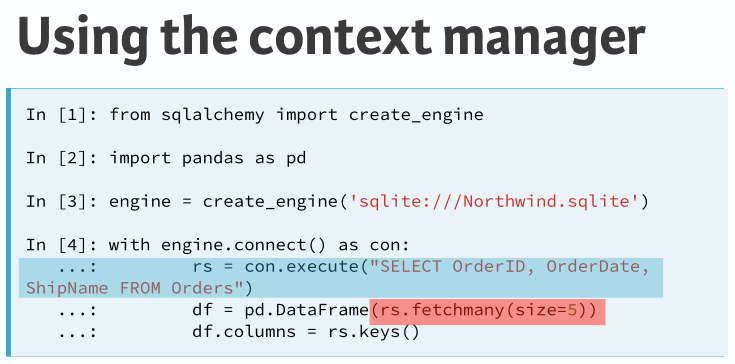 Using the context manager
In [1]: from sqlalchemy import create_engine
In [2]: import pandas as pd
In [3]: engine = create_engine('sqlite:///Northwind.sqlite')
In [4]: with engine.connect() as con:
...: rs = con.execute("SELECT OrderID, OrderDate,
ShipName FROM Orders")
...: df = pd.DataFrame(rs.fetchmany(size=5))
...: df.columns = rs.keys()